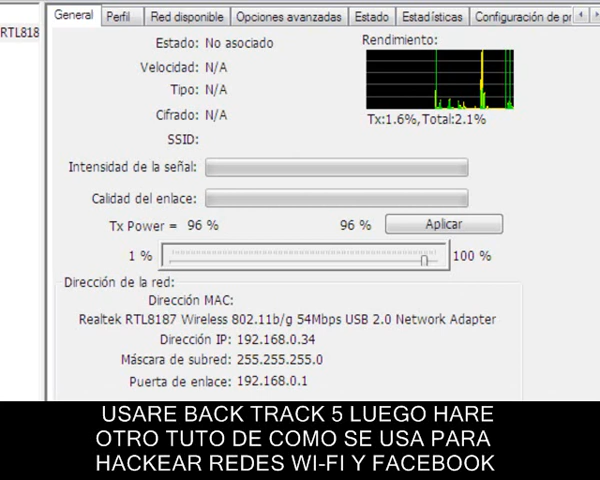 General Perfil Red disponible Opciones avanzadas Estado Estadísticas Configuración de pr
RTL818
Estado: No asociado
Rendimiento:
Velocidad: N/A
Tipo: N/A
Cifrado: N/A
Tx:1.6%,Total:2.1%
SSID:
Intensidad de la señal:
Calidad del enlace:
Tx Power = 96 % 96 % Aplicar
1 % 100 %
Dirección de la red:
Dirección MAC:
Realtek RTL8187 Wireless 802.11b/g 54Mbps USB 2.0 Network Adapter
Dirección IP: 192.168.0.34
Máscara de subred: 255.255.255.0
Puerta de enlace: 192.168.0.1
USARE BACK TRACK 5 LUEGO HARE
OTRO TUTO DE COMO SE USA PARA
HACKEAR REDES WI-FI Y FACEBOOK